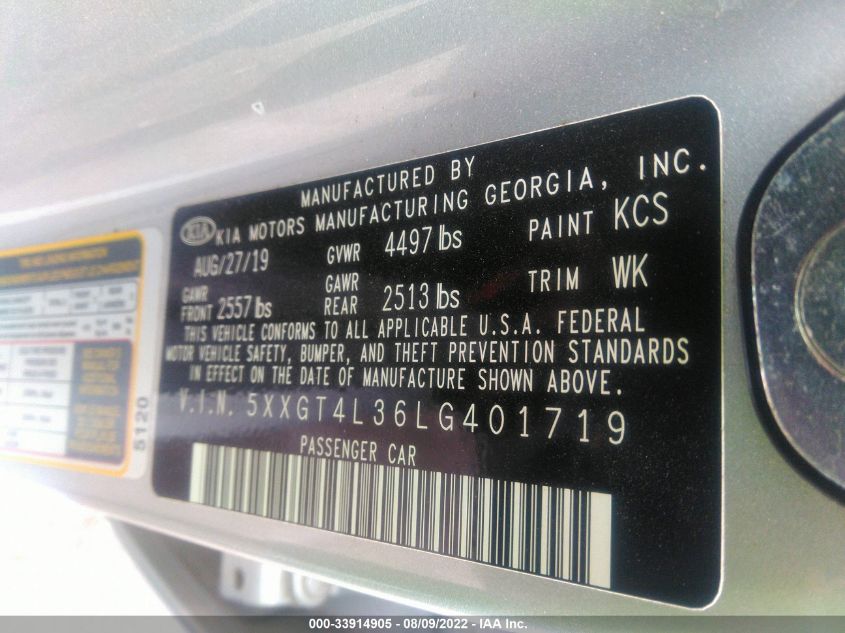 MANUFACTURED BY
KIA KIA MOTORS MANUFACTURING GEORGIA, INC.
AUG/27/19 GVWR 4497 lbs PAINT KCS
GAWR FRONT 2557 lbs GAWR REAR 2513 lbs TRIM WK
THIS VEHICLE CONFORMS TO ALL APPLICABLE U.S.A. FEDERAL
MOTOR VEHICLE SAFETY, BUMPER, AND THEFT PREVENTION STANDARDS
IN EFFECT ON THE DATE OF MANUFACTURE SHOWN ABOVE.
V.I.N. 5XXGT4L36LG401719
PASSENGER CAR
5120
000-33914905 - 08/09/2022 - IAA Inc.